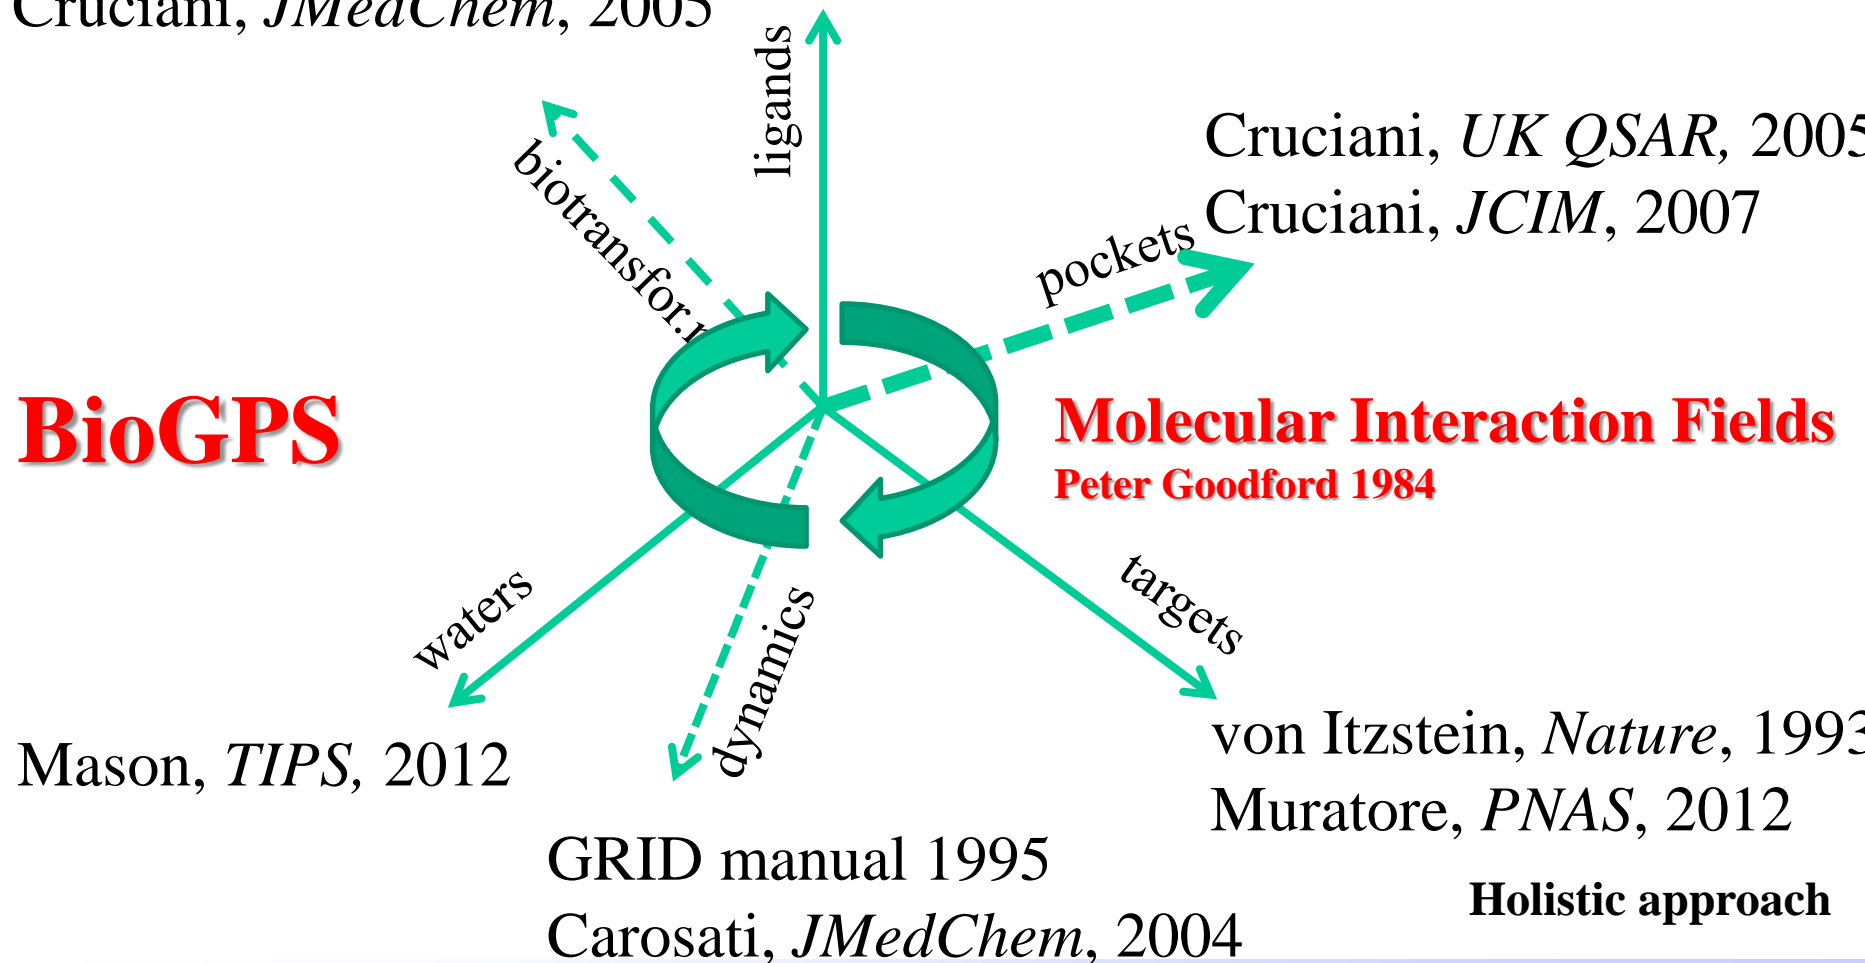 Cruciani, JMedChem, 2005
ligands
biotransfor.
Cruciani, UK QSAR, 2005
Cruciani, JCIM, 2007
pockets
BioGPS
Molecular Interaction Fields
Peter Goodford 1984
waters
dynamics
targets
Mason, TIPS, 2012
von Itzstein, Nature, 1993
Muratore, PNAS, 2012
GRID manual 1995
Carosati, JMedChem, 2004
Holistic approach